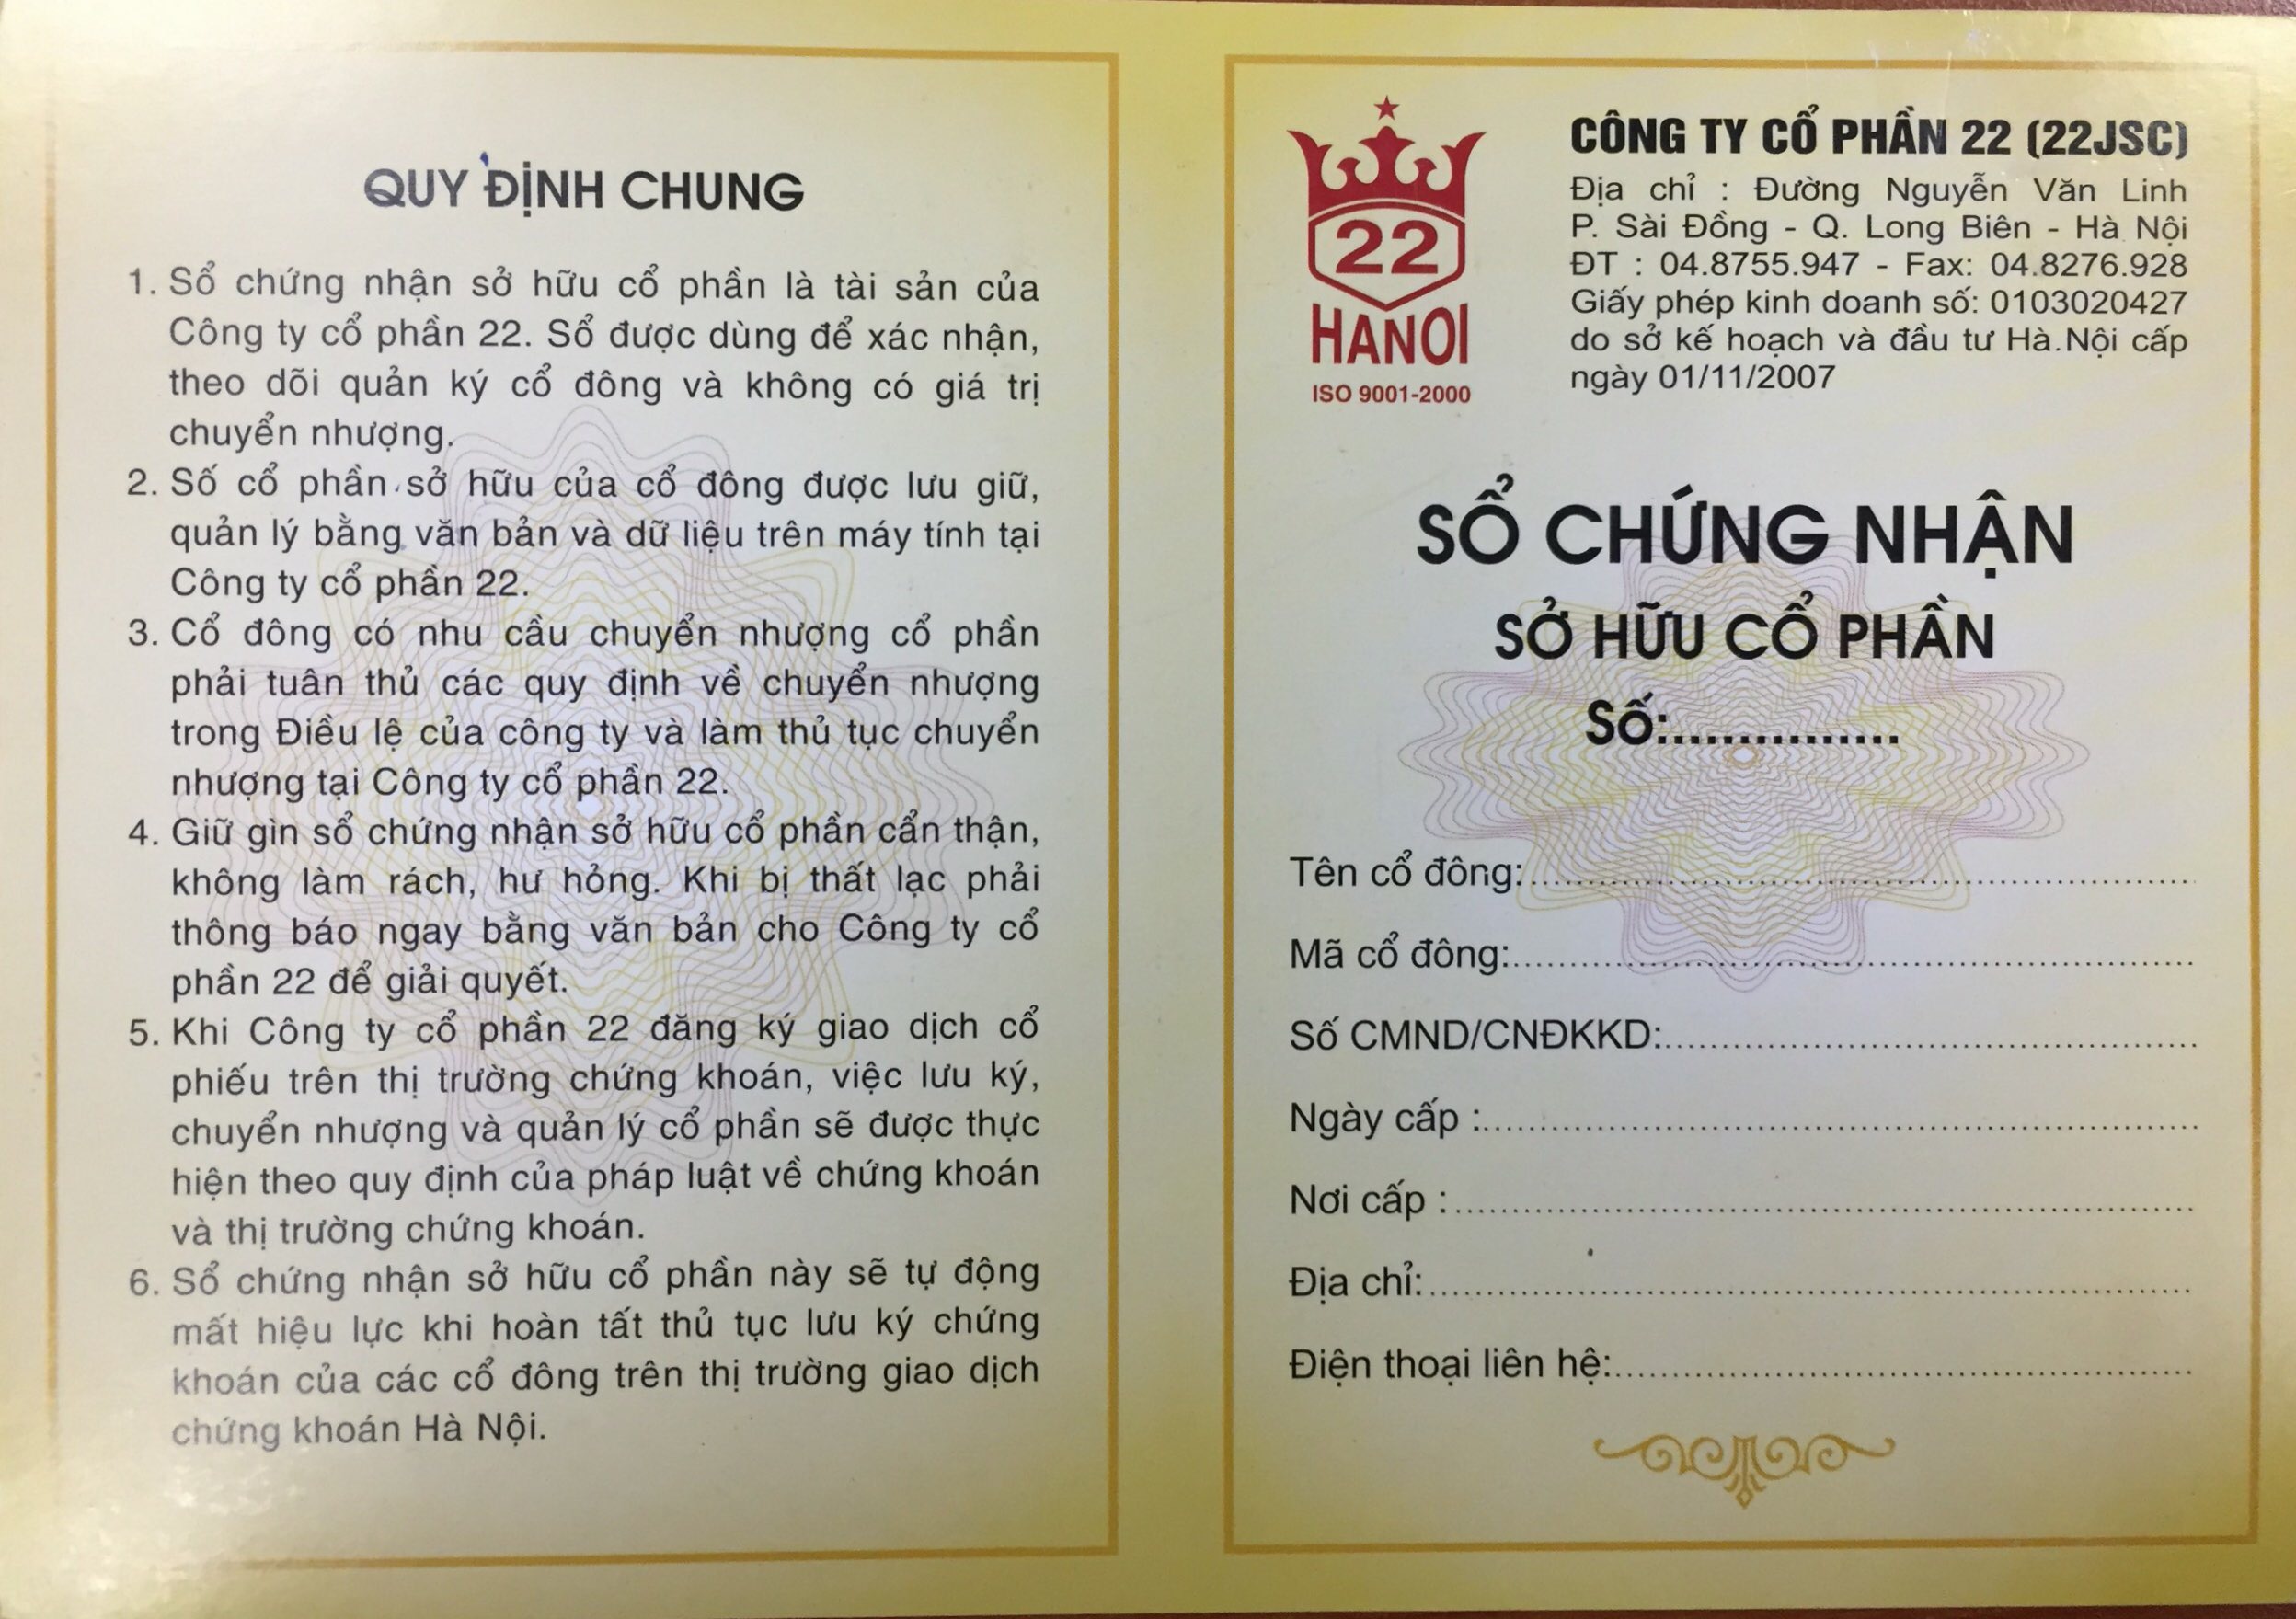 QUY ĐỊNH CHUNG
1. Sổ chứng nhận sở hữu cổ phần là tài sản của
Công ty cổ phần 22. Sổ được dùng để xác nhận,
theo dõi quản ký cổ đông và không có giá trị
chuyển nhượng.
2. Số cổ phần sở hữu của cổ đông được lưu giữ,
quản lý bằng văn bản và dữ liệu trên máy tính tại
Công ty cổ phần 22.
3. Cổ đông có nhu cầu chuyển nhượng cổ phần
phải tuân thủ các quy định về chuyển nhượng
trong Điều lệ của công ty và làm thủ tục chuyển
nhượng tại Công ty cổ phần 22.
4. Giữ gìn sổ chứng nhận sở hữu cổ phần cẩn thận,
không làm rách, hư hỏng. Khi bị thất lạc phải
thông báo ngay bằng văn bản cho Công ty cổ
phần 22 để giải quyết.
5. Khi Công ty cổ phần 22 đăng ký giao dịch cổ
phiếu trên thị trường chứng khoán, việc lưu ký,
chuyển nhượng và quản lý cổ phần sẽ được thực
hiện theo quy định của pháp luật về chứng khoán
và thị trường chứng khoán.
6. Sổ chứng nhận sở hữu cổ phần này sẽ tự động
mất hiệu lực khi hoàn tất thủ tục lưu ký chứng
khoán của các cổ đông trên thị trường giao dịch
chứng khoán Hà Nội.
22
HANOI
ISO 9001-2000
CÔNG TY CỔ PHẦN 22 (22JSC)
Địa chỉ : Đường Nguyễn Văn Linh
P. Sài Đồng - Q. Long Biên - Hà Nội
ĐT : 04.8755.947 - Fax: 04.8276.928
Giấy phép kinh doanh số: 0103020427
do sở kế hoạch và đầu tư Hà.Nội cấp
ngày 01/11/2007
SỔ CHỨNG NHẬN
SỞ HỮU CỔ PHẦN
Số:...............
Tên cổ đông:..............................
Mã cổ đông:..............................
Số CMND/CNĐKKD:..............................
Ngày cấp :..............................
Nơi cấp :..............................
Địa chỉ:..............................
Điện thoại liên hệ:..............................